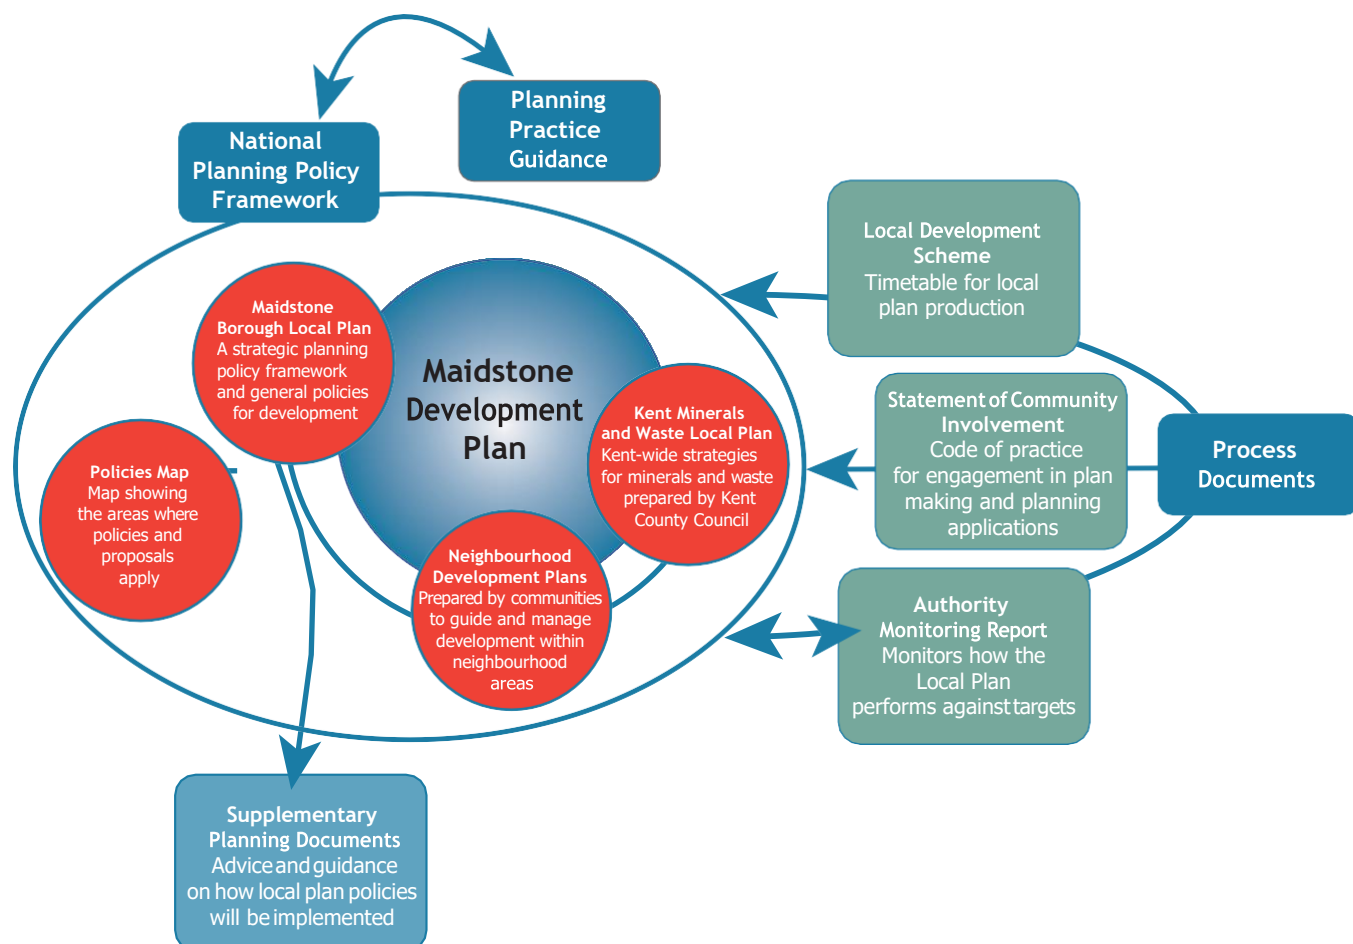 Planning
Practice
Guidance
National
Planning Policy
Framework
Local Development
Scheme
Timetable for local
plan production
Maidstone
Borough Local Plan
A strategic planning
policy framework
and general policies
for development
Maidstone
Development
Plan
Kent Minerals
and Waste Local Plan
Kent-wide strategies
for minerals and waste
prepared by Kent
County Council
Statement of Community
Involvement
Code of practice
for engagement in plan
making and planning
applications
Process
Documents
Policies Map
Map showing
the areas where
policies and
proposals
apply
Neighbourhood
Development Plans
Prepared by communities
to guide and manage
development within
neighbourhood
areas
Authority
Monitoring Report
Monitors how the
Local Plan
performs against targets
Supplementary
Planning Documents
Advice and guidance
on how local plan policies
will be implemented